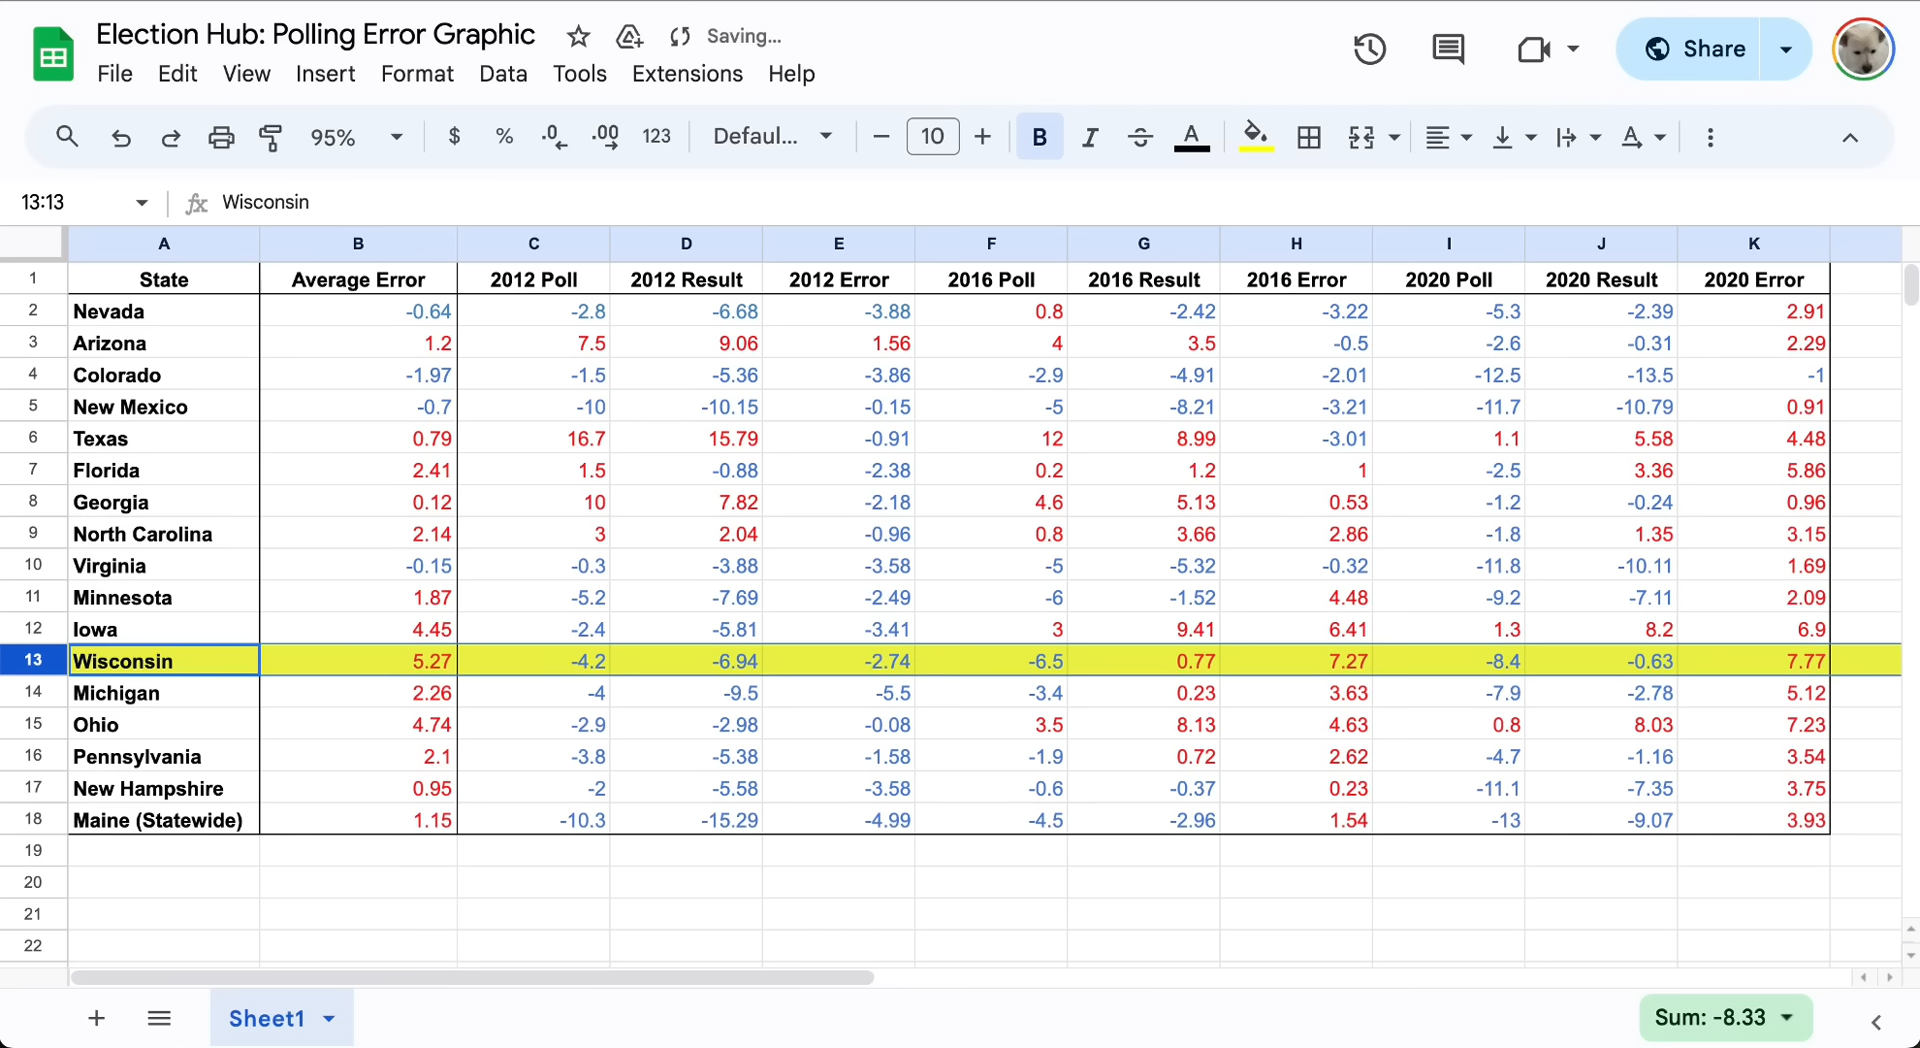 Election Hub: Polling Error Graphic Saving...
File Edit View Insert Format Data Tools Extensions Help
Share
95% $ % .0 .00 123 Defaul... 10 B I A
13:13 fx Wisconsin
A B C D E F G H I J K
1 State Average Error 2012 Poll 2012 Result 2012 Error 2016 Poll 2016 Result 2016 Error 2020 Poll 2020 Result 2020 Error
2 Nevada -0.64 -2.8 -6.68 -3.88 0.8 -2.42 -3.22 -5.3 -2.39 2.91
3 Arizona 1.2 7.5 9.06 1.56 4 3.5 -0.5 -2.6 -0.31 2.29
4 Colorado -1.97 -1.5 -5.36 -3.86 -2.9 -4.91 -2.01 -12.5 -13.5 -1
5 New Mexico -0.7 -10 -10.15 -0.15 -5 -8.21 -3.21 -11.7 -10.79 0.91
6 Texas 0.79 16.7 15.79 -0.91 12 8.99 -3.01 1.1 5.58 4.48
7 Florida 2.41 1.5 -0.88 -2.38 0.2 1.2 1 -2.5 3.36 5.86
8 Georgia 0.12 10 7.82 -2.18 4.6 5.13 0.53 -1.2 -0.24 0.96
9 North Carolina 2.14 3 2.04 -0.96 0.8 3.66 2.86 -1.8 1.35 3.15
10 Virginia -0.15 -0.3 -3.88 -3.58 -5 -5.32 -0.32 -11.8 -10.11 1.69
11 Minnesota 1.87 -5.2 -7.69 -2.49 -6 -1.52 4.48 -9.2 -7.11 2.09
12 Iowa 4.45 -2.4 -5.81 -3.41 3 9.41 6.41 1.3 8.2 6.9
13 Wisconsin 5.27 -4.2 -6.94 -2.74 -6.5 0.77 7.27 -8.4 -0.63 7.77
14 Michigan 2.26 -4 -9.5 -5.5 -3.4 0.23 3.63 -7.9 -2.78 5.12
15 Ohio 4.74 -2.9 -2.98 -0.08 3.5 8.13 4.63 0.8 8.03 7.23
16 Pennsylvania 2.1 -3.8 -5.38 -1.58 -1.9 0.72 2.62 -4.7 -1.16 3.54
17 New Hampshire 0.95 -2 -5.58 -3.58 -0.6 -0.37 0.23 -11.1 -7.35 3.75
18 Maine (Statewide) 1.15 -10.3 -15.29 -4.99 -4.5 -2.96 1.54 -13 -9.07 3.93
19
20
21
22
Sheet1 Sum: -8.33